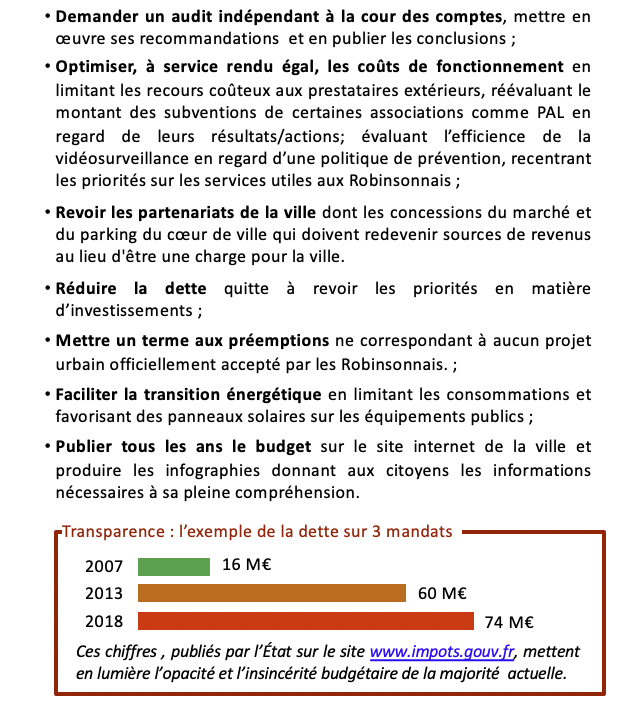 • Demander un audit indépendant à la cour des comptes, mettre en
œuvre ses recommandations et en publier les conclusions ;
• Optimiser, à service rendu égal, les coûts de fonctionnement en
limitant les recours coûteux aux prestataires extérieurs, réévaluant le
montant des subventions de certaines associations comme PAL en
regard de leurs résultats/actions; évaluant l’efficience de la
vidéosurveillance en regard d’une politique de prévention, recentrant
les priorités sur les services utiles aux Robinsonnais ;
• Revoir les partenariats de la ville dont les concessions du marché et
du parking du cœur de ville qui doivent redevenir sources de revenus
au lieu d'être une charge pour la ville.
• Réduire la dette quitte à revoir les priorités en matière
d’investissements ;
• Mettre un terme aux préemptions ne correspondant à aucun projet
urbain officiellement accepté par les Robinsonnais. ;
• Faciliter la transition énergétique en limitant les consommations et
favorisant des panneaux solaires sur les équipements publics ;
• Publier tous les ans le budget sur le site internet de la ville et
produire les infographies donnant aux citoyens les informations
nécessaires à sa pleine compréhension.
Transparence : l’exemple de la dette sur 3 mandats
2007 16 M€
2013 60 M€
2018 74 M€
Ces chiffres , publiés par l’État sur le site www.impots.gouv.fr, mettent
en lumière l’opacité et l’insincérité budgétaire de la majorité actuelle.